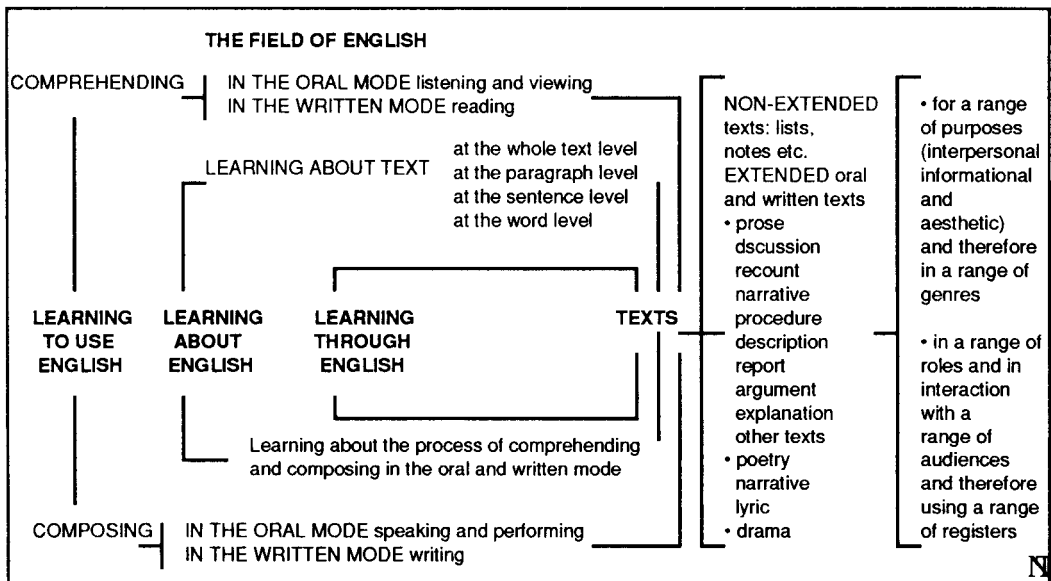 THE FIELD OF ENGLISH
COMPREHENDING
IN THE ORAL MODE listening and viewing
IN THE WRITTEN MODE reading
LEARNING ABOUT TEXT
at the whole text level
at the paragraph level
at the sentence level
at the word level
LEARNING
TO USE
ENGLISH
LEARNING
ABOUT
ENGLISH
LEARNING
THROUGH
ENGLISH
TEXTS
Learning about the process of comprehending
and composing in the oral and written mode
COMPOSING
IN THE ORAL MODE speaking and performing
IN THE WRITTEN MODE writing
NON-EXTENDED
texts: lists,
notes etc.
EXTENDED oral
and written texts
• prose
dscussion
recount
narrative
procedure
description
report
argument
explanation
other texts
• poetry
narrative
lyric
• drama
• for a range
of purposes
(interpersonal
informational
and
aesthetic)
and therefore
in a range of
genres
• in a range of
roles and in
interaction
with a
range of
audiences
and therefore
using a range
of registers